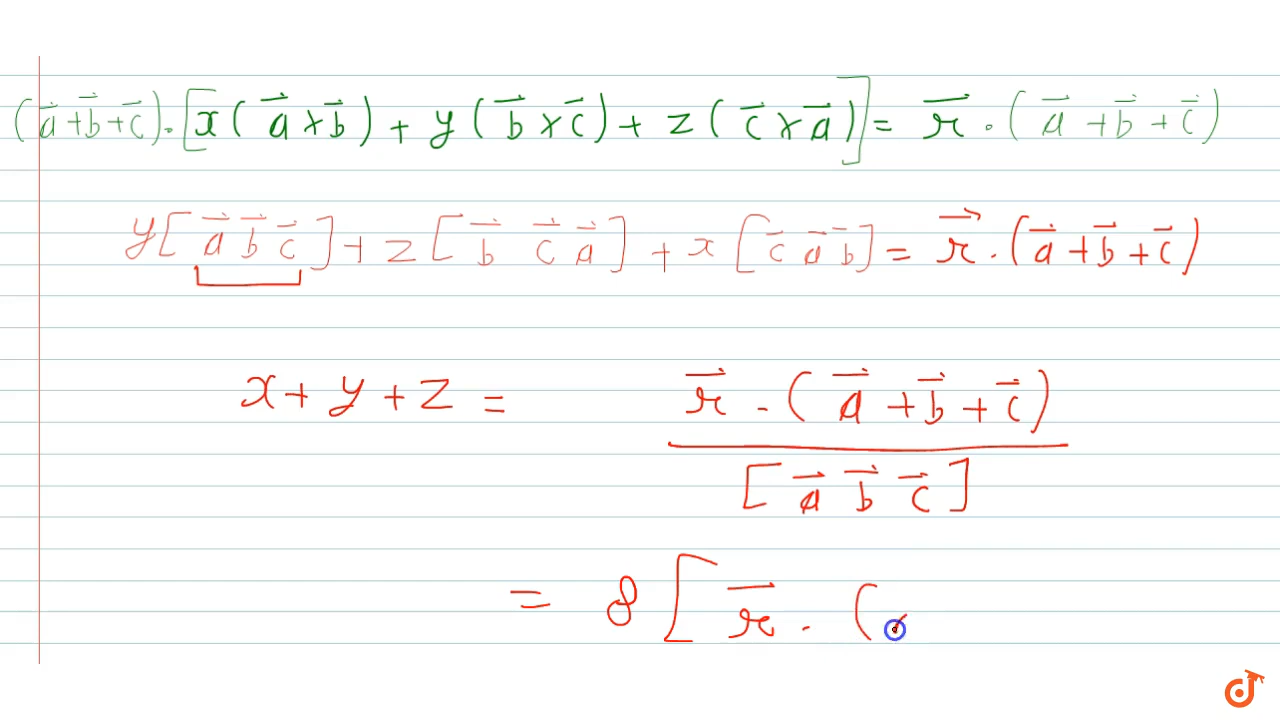 (a⃗+b⃗+c⃗).[x(a⃗×b⃗)+y(b⃗×c⃗)+z(c⃗×a⃗)]=r⃗.(a⃗+b⃗+c⃗)
y[a⃗ b⃗ c⃗]+z[b⃗ c⃗ a⃗]+x[c⃗ a⃗ b⃗]=r⃗.(a⃗+b⃗+c⃗)
x+y+z= r⃗.(a⃗+b⃗+c⃗)
[a⃗ b⃗ c⃗]
= 8[r⃗.(